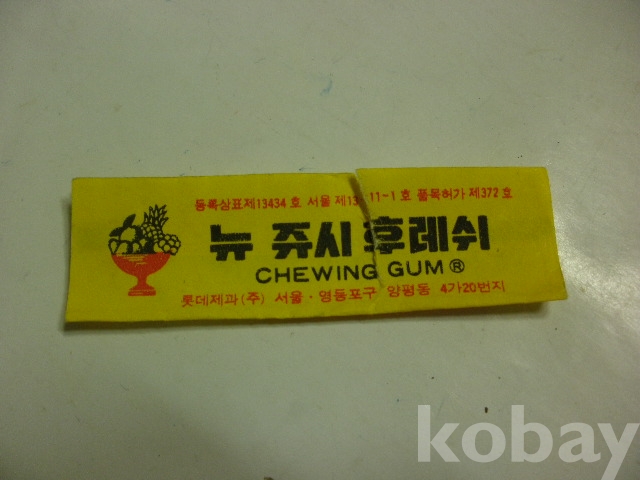 등록상표제13434호 서울 제13 11-1호 품목허가 제372호
뉴 쥬시 후레쉬
CHEWING GUM ®
롯데제과(주) 서울·영등포구 양평동 4가20번지
kobay